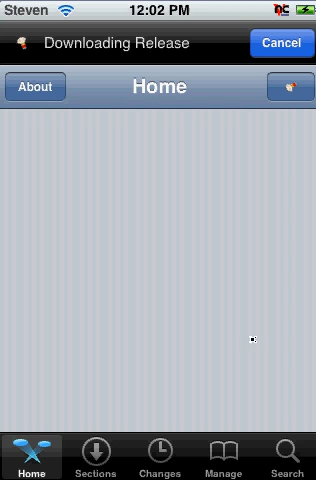 Steven 12:02 PM
Downloading Release Cancel
About Home
Home Sections Changes Manage Search